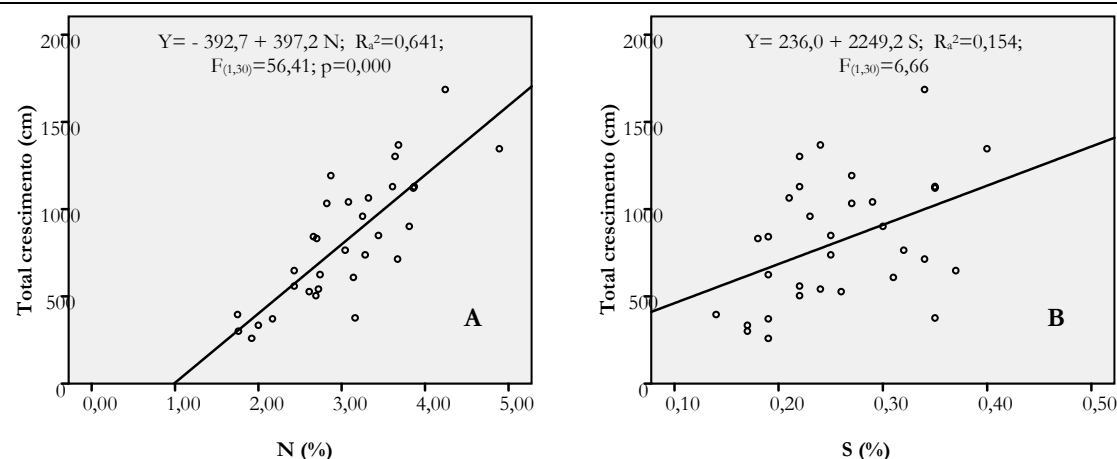 Y= - 392,7 + 397,2 N; Rₐ²=0,641;
F(1,30)=56,41; p=0,000
Total crescimento (cm)
2000
1500
1000
500
0
A
0,00 1,00 2,00 3,00 4,00 5,00
N (%)
Y= 236,0 + 2249,2 S; Rₐ²=0,154;
F(1,30)=6,66
Total crescimento (cm)
2000
1500
1000
500
0
B
0,10 0,20 0,30 0,40 0,50
S (%)